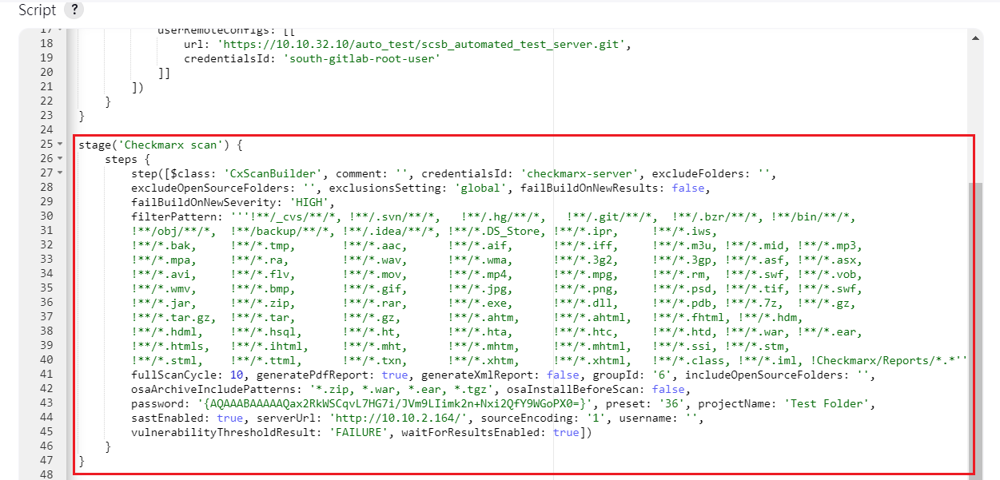 Script ?
17 userRemoteConfigs: [[
18 url: 'https://10.10.32.10/auto_test/scsb_automated_test_server.git',
19 credentialsId: 'south-gitlab-root-user'
20 ]]
21 ])
22 }
23 }
24
25 stage('Checkmarx scan') {
26 steps {
27 step([$class: 'CxScanBuilder', comment: '', credentialsId: 'checkmarx-server', excludeFolders: '',
28 excludeOpenSourceFolders: '', exclusionsSetting: 'global', failBuildOnNewResults: false,
29 failBuildOnNewSeverity: 'HIGH',
30 filterPattern: '''!**/_cvs/**/*, !**/.svn/**/*, !**/.hg/**/*, !**/.git/**/*, !**/.bzr/**/*, !**/bin/**/*,
31 !**/obj/**/*, !**/backup/**/*, !**/.idea/**/*, !**/*.DS_Store, !**/*.ipr, !**/*.iws,
32 !**/*.bak, !**/*.tmp, !**/*.aac, !**/*.aif, !**/*.iff, !**/*.m3u, !**/*.mid, !**/*.mp3,
33 !**/*.mpa, !**/*.ra, !**/*.wav, !**/*.wma, !**/*.3g2, !**/*.3gp, !**/*.asf, !**/*.asx,
34 !**/*.avi, !**/*.flv, !**/*.mov, !**/*.mp4, !**/*.mpg, !**/*.rm, !**/*.swf, !**/*.vob,
35 !**/*.wmv, !**/*.bmp, !**/*.gif, !**/*.jpg, !**/*.png, !**/*.psd, !**/*.tif, !**/*.swf,
36 !**/*.jar, !**/*.zip, !**/*.rar, !**/*.exe, !**/*.dll, !**/*.pdb, !**/*.7z, !**/*.gz,
37 !**/*.tar.gz, !**/*.tar, !**/*.gz, !**/*.ahtm, !**/*.ahtml, !**/*.fhtml, !**/*.hdm,
38 !**/*.hdml, !**/*.hsql, !**/*.ht, !**/*.hta, !**/*.htc, !**/*.htd, !**/*.war, !**/*.ear,
39 !**/*.htmls, !**/*.ihtml, !**/*.mht, !**/*.mhtm, !**/*.mhtml, !**/*.ssi, !**/*.stm,
40 !**/*.stml, !**/*.ttml, !**/*.txn, !**/*.xhtm, !**/*.xhtml, !**/*.class, !**/*.iml, !Checkmarx/Reports/*.*''
41 fullScanCycle: 10, generatePdfReport: true, generateXmlReport: false, groupId: '6', includeOpenSourceFolders: '',
42 osaArchiveIncludePatterns: '*.zip, *.war, *.ear, *.tgz', osaInstallBeforeScan: false,
43 password: '{AQAAABAAAAAQax2RkWSCqvL7HG7i/JVm9LIimk2n+Nxi2QfY9WGoPX0=}', preset: '36', projectName: 'Test Folder',
44 sastEnabled: true, serverUrl: 'http://10.10.2.164/', sourceEncoding: '1', username: '',
45 vulnerabilityThresholdResult: 'FAILURE', waitForResultsEnabled: true])
46 }
47 }
48